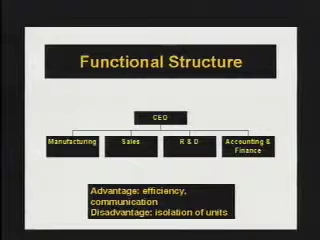 Functional Structure
CEO
Manufacturing Sales R & D Accounting &
Finance
Advantage: efficiency,
communication
Disadvantage: isolation of units